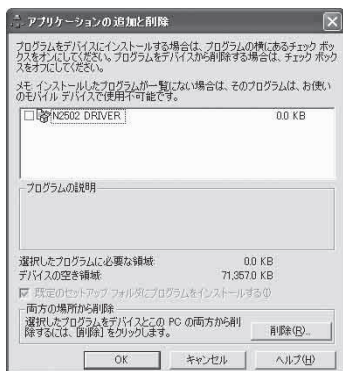 アプリケーションの追加と削除
プログラムをデバイスにインストールする場合は、プログラムの横にあるチェック ボッ
クスをオンにしてください。プログラムをデバイスから削除する場合は、チェック ボック
スをオフにしてください。
メモ: インストールしたプログラムが一覧にない場合は、そのプログラムは、お使い
のモバイル デバイスで使用不可能です。
N2502 DRIVER 0.0 KB
プログラムの説明
選択したプログラムに必要な領域: 0.0 KB
デバイスの空き領域: 71,357.0 KB
既定のセットアップ フォルダにプログラムをインストールする(I)
両方の場所から削除
選択したプログラムをデバイスとこの PC の両方から削
除するには、[削除] をクリックします。
削除(R)...
OK キャンセル ヘルプ(H)